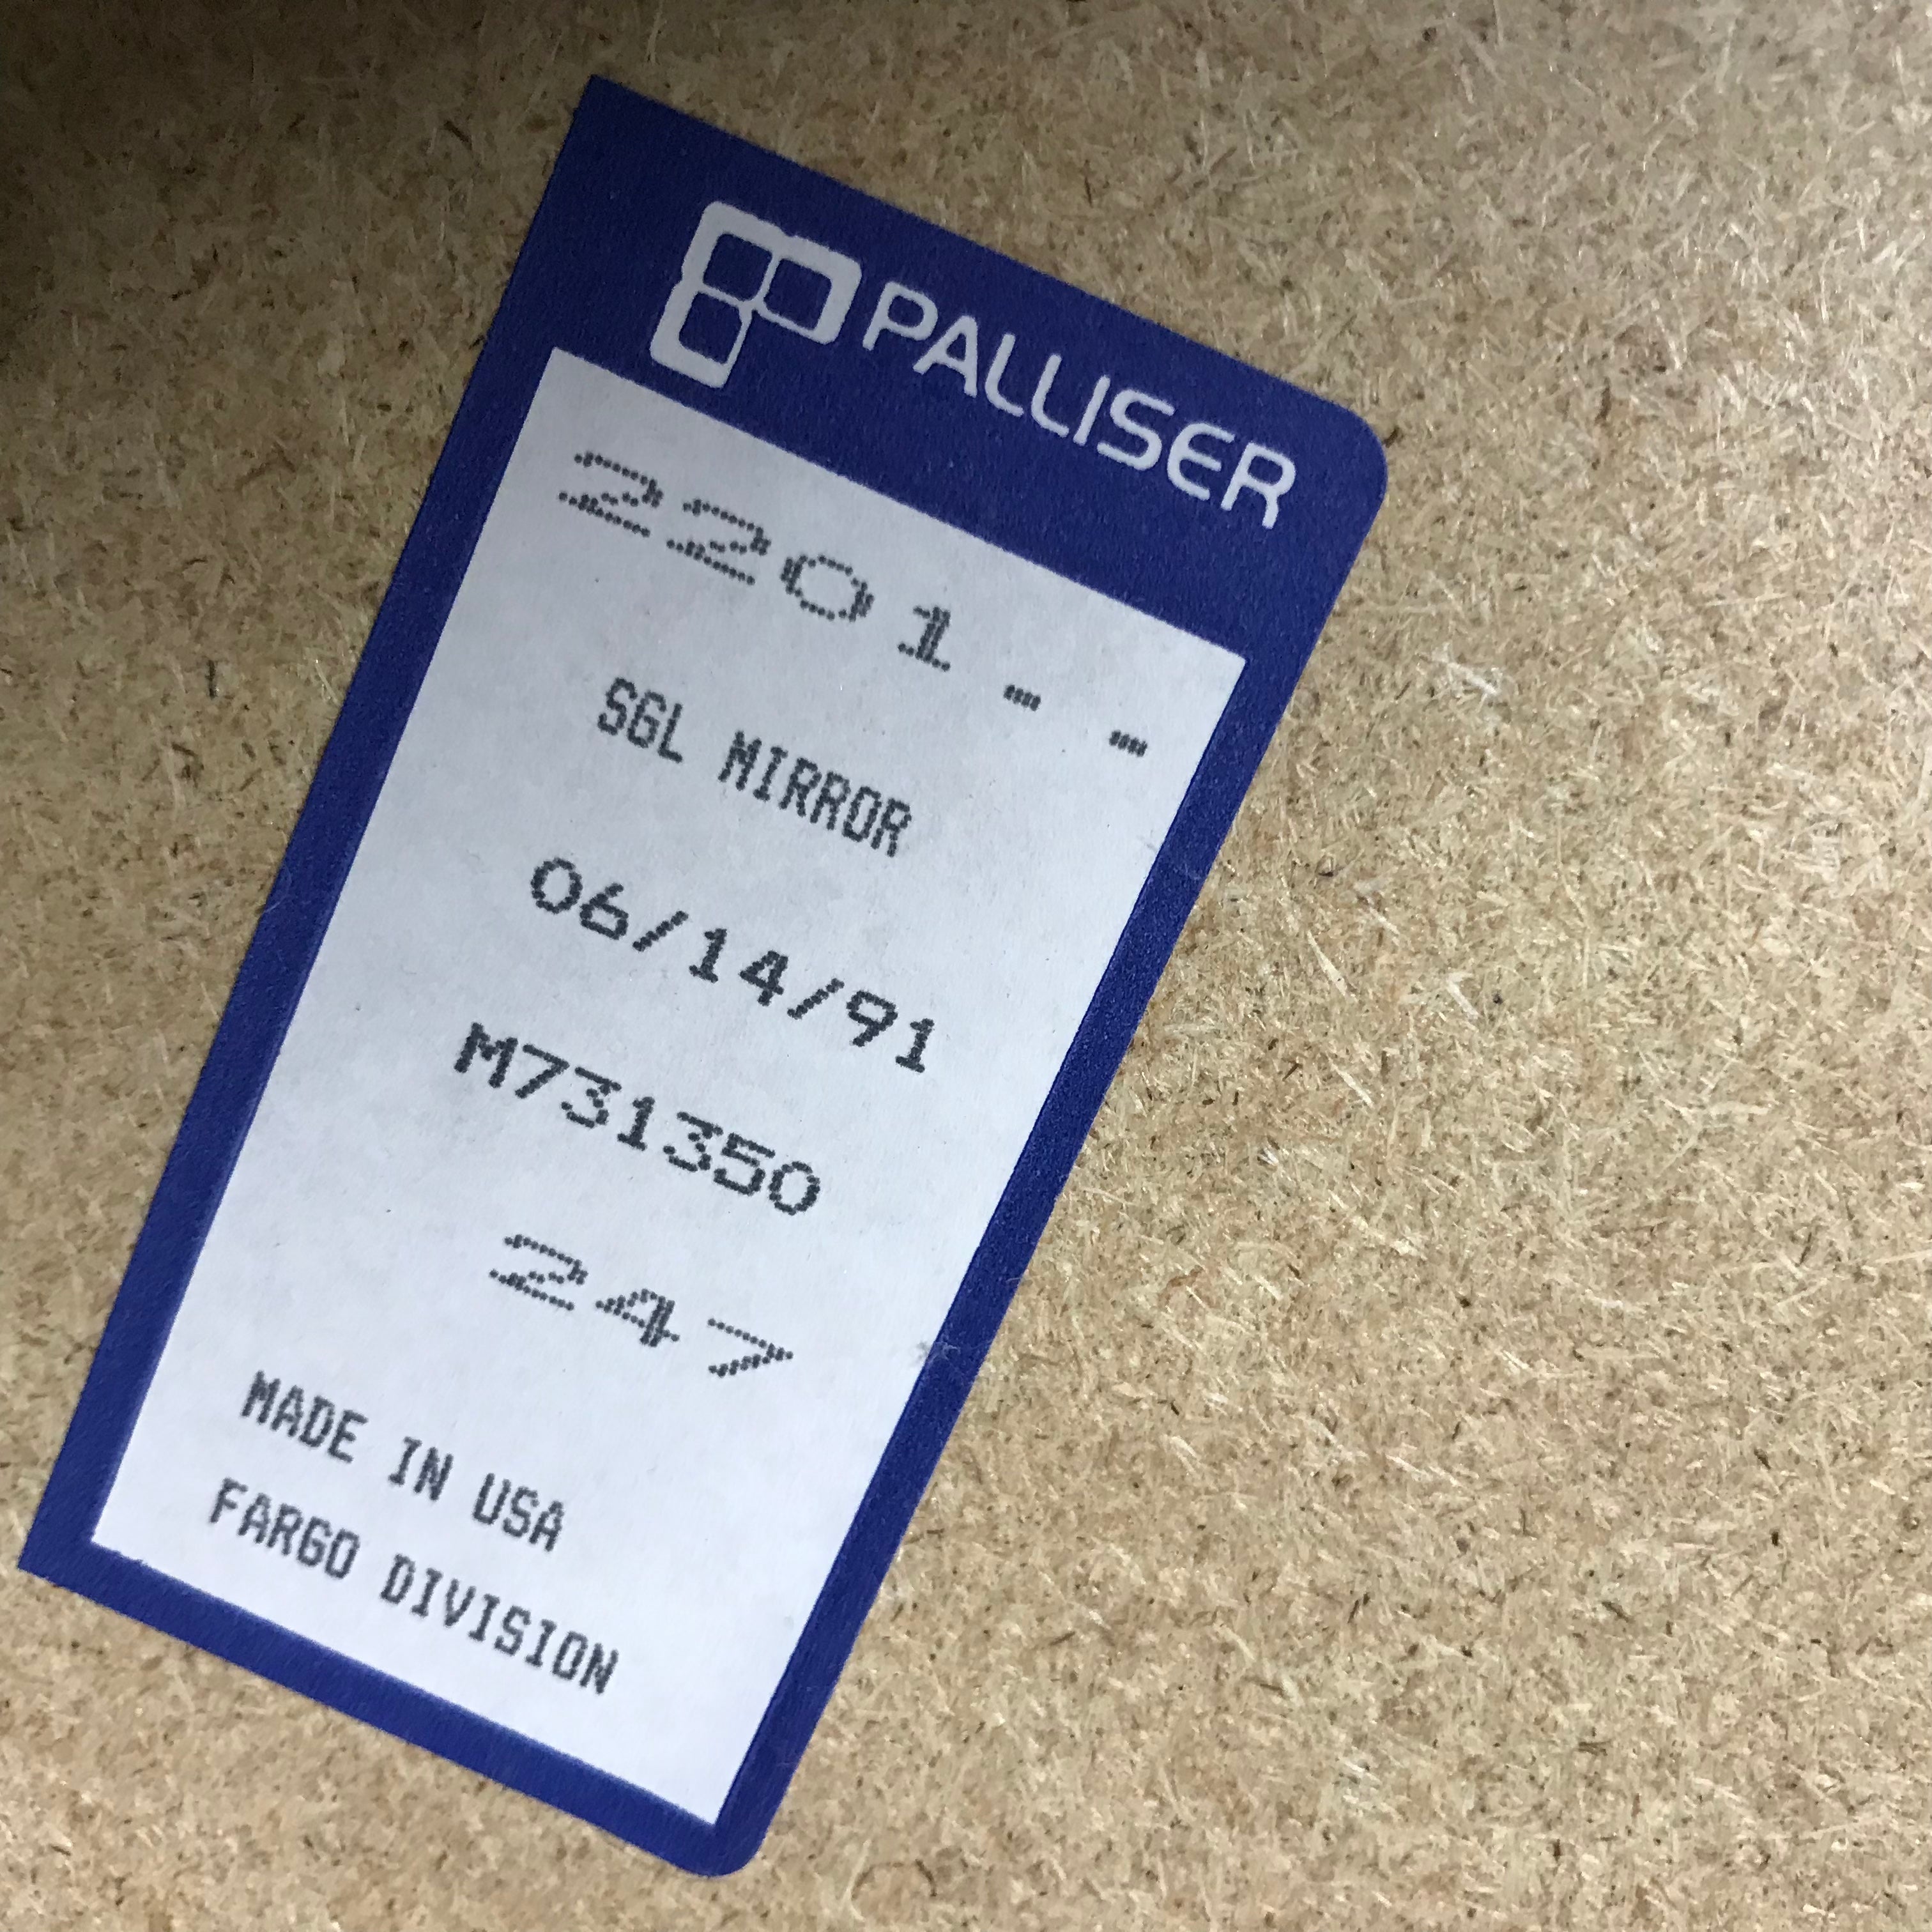 PALLISER
2201 - -
SGL MIRROR
06/14/91
M731350
247
MADE IN USA
FARGO DIVISION